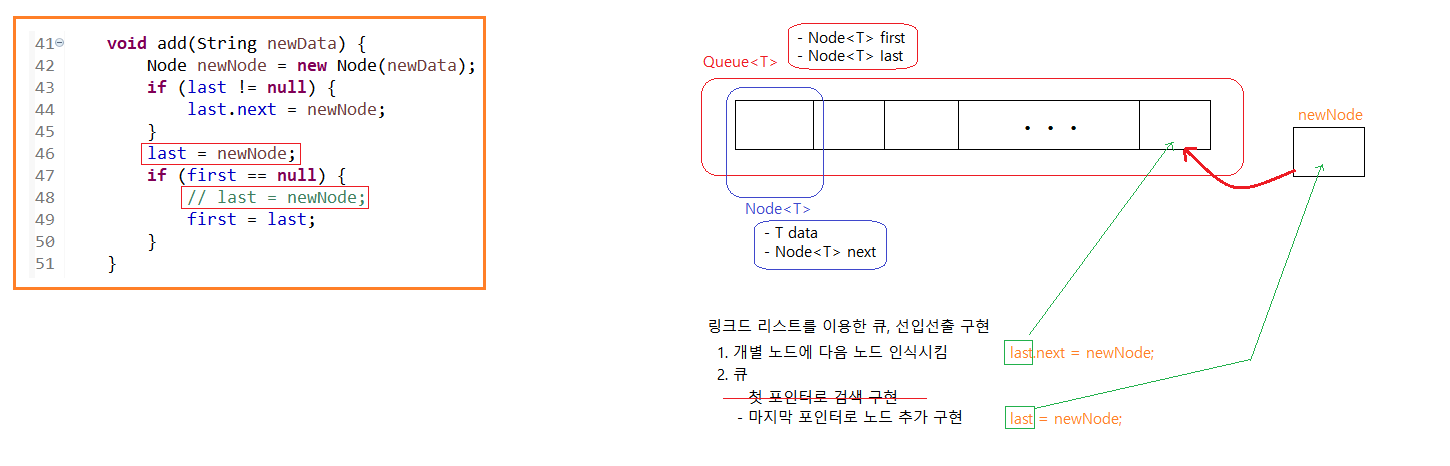 41 void add(String newData) {
42 Node newNode = new Node(newData);
43 if (last != null) {
44 last.next = newNode;
45 }
46 last = newNode;
47 if (first == null) {
48 // last = newNode;
49 first = last;
50 }
51 }
- Node<T> first
- Node<T> last
Queue<T>
. . .
newNode
Node<T>
- T data
- Node<T> next
링크드 리스트를 이용한 큐, 선입선출 구현
1. 개별 노드에 다음 노드 인식시킴
last.next = newNode;
2. 큐
첫 포인터로 검색 구현
- 마지막 포인터로 노드 추가 구현
last = newNode;